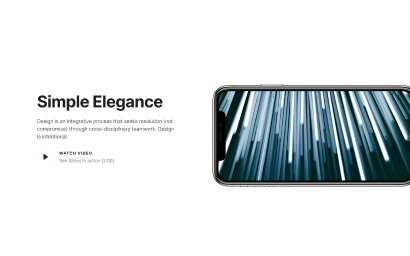 Simple Elegance
Design is an integrative process that seeks resolution (not
compromise) through cross-disciplinary teamwork. Design
is intentional.
WATCH VIDEO
See Slides in action (2:00)